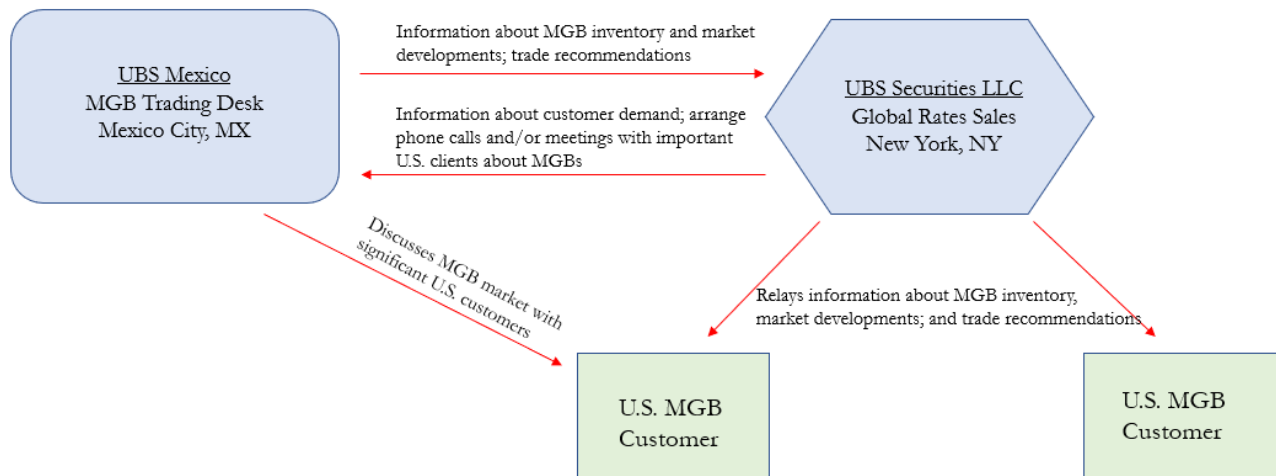 UBS Mexico
MGB Trading Desk
Mexico City, MX
Information about MGB inventory and market
developments; trade recommendations
UBS Securities LLC
Global Rates Sales
New York, NY
Information about customer demand; arrange
phone calls and/or meetings with important
U.S. clients about MGBs
Discusses MGB market with
significant U.S. customers
Relays information about MGB inventory,
market developments; and trade recommendations
U.S. MGB
Customer
U.S. MGB
Customer